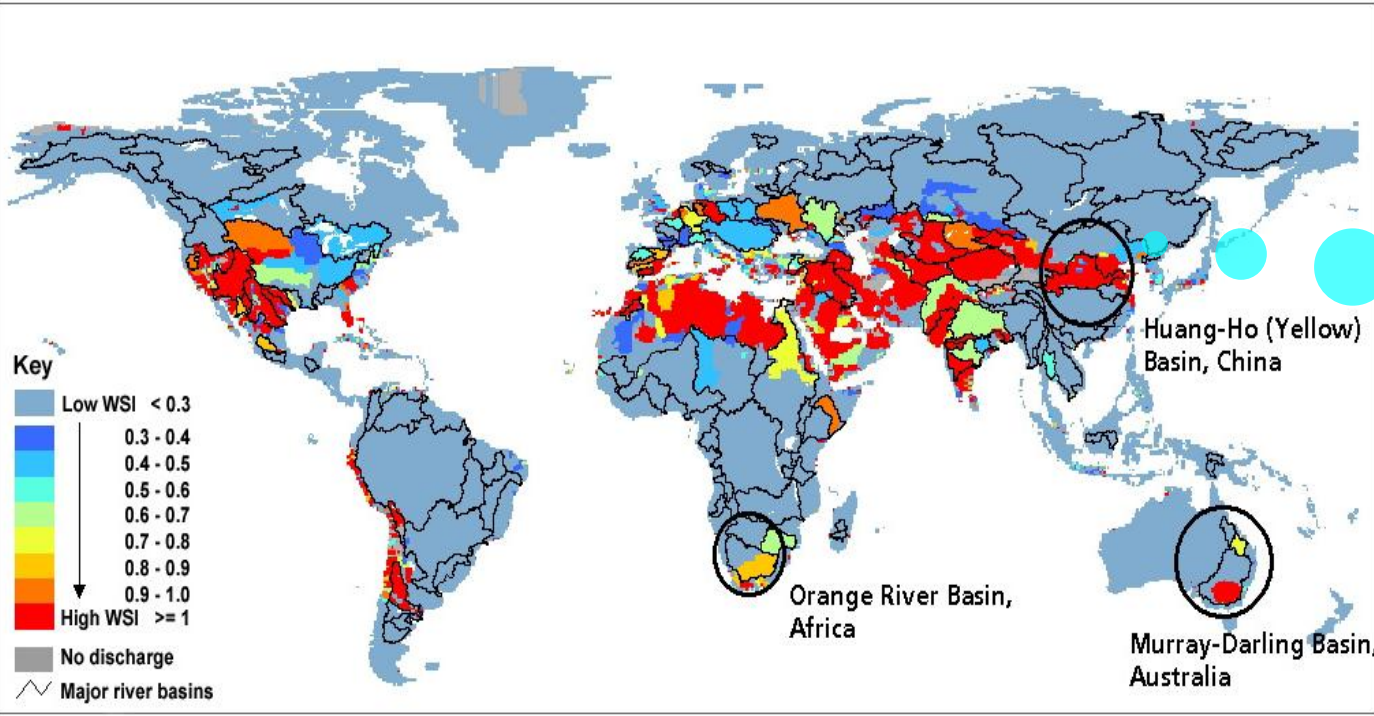 Huang-Ho (Yellow)
Basin, China
Key
Low WSI < 0.3
0.3 - 0.4
0.4 - 0.5
0.5 - 0.6
0.6 - 0.7
0.7 - 0.8
0.8 - 0.9
0.9 - 1.0
High WSI >= 1
No discharge
Major river basins
Orange River Basin,
Africa
Murray-Darling Basin,
Australia